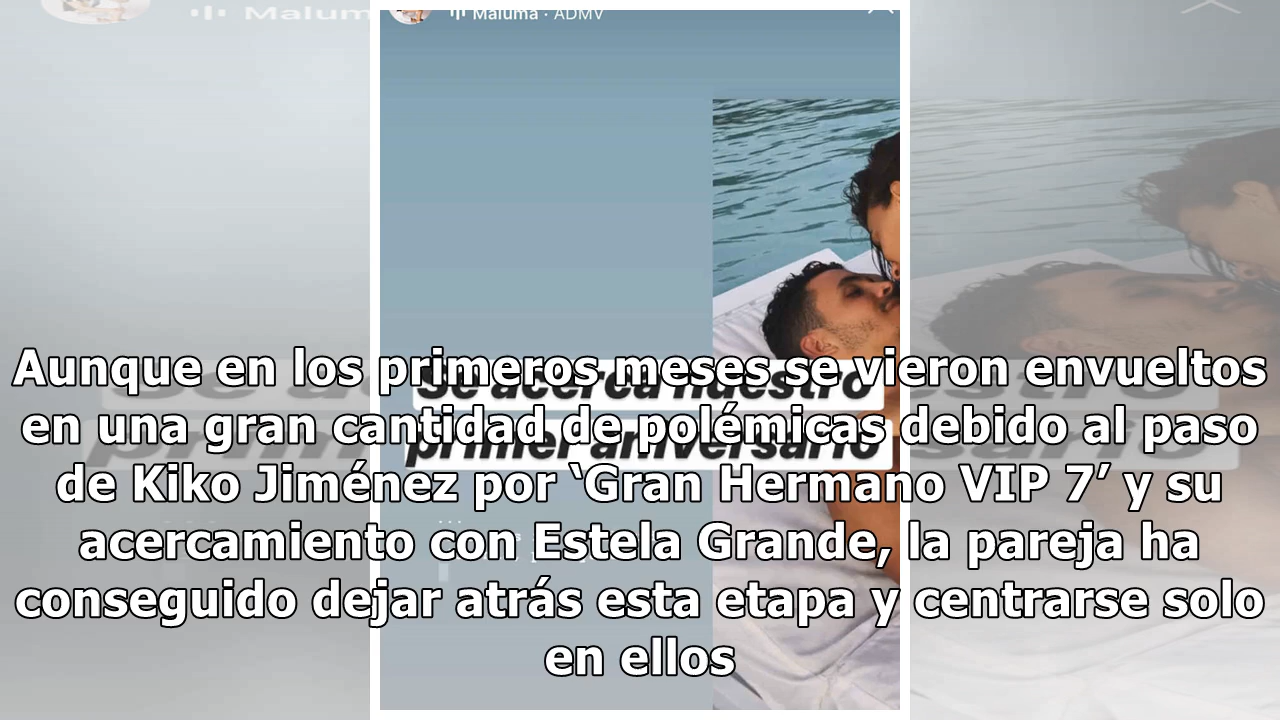 Maluma · ADMV
Maluma
Se acerca nuestro
primer aniversario
Aunque en los primeros meses se vieron envueltos
en una gran cantidad de polémicas debido al paso
de Kiko Jiménez por ‘Gran Hermano VIP 7’ y su
acercamiento con Estela Grande, la pareja ha
conseguido dejar atrás esta etapa y centrarse solo
en ellos